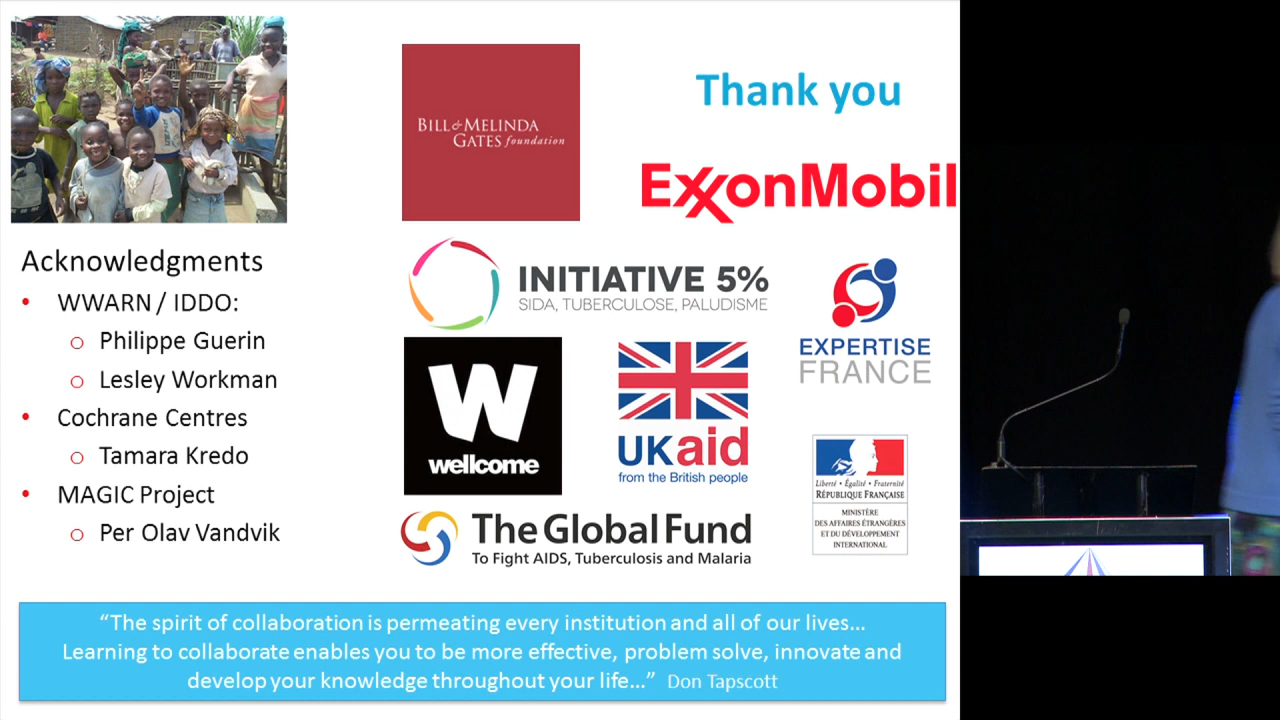 Thank you
BILL & MELINDA
GATES foundation
ExxonMobil
Acknowledgments
• WWARN / IDDO:
o Philippe Guerin
o Lesley Workman
• Cochrane Centres
o Tamara Kredo
• MAGIC Project
o Per Olav Vandvik
INITIATIVE 5%
SIDA, TUBERCULOSE, PALUDISME
EXPERTISE
FRANCE
W
wellcome
UKaid
from the British people
Liberté • Égalité • Fraternité
RÉPUBLIQUE FRANÇAISE
MINISTÈRE
DES AFFAIRES ÉTRANGÈRES
ET DU DÉVELOPPEMENT
INTERNATIONAL
The Global Fund
To Fight AIDS, Tuberculosis and Malaria
“The spirit of collaboration is permeating every institution and all of our lives…
Learning to collaborate enables you to be more effective, problem solve, innovate and
develop your knowledge throughout your life…” Don Tapscott